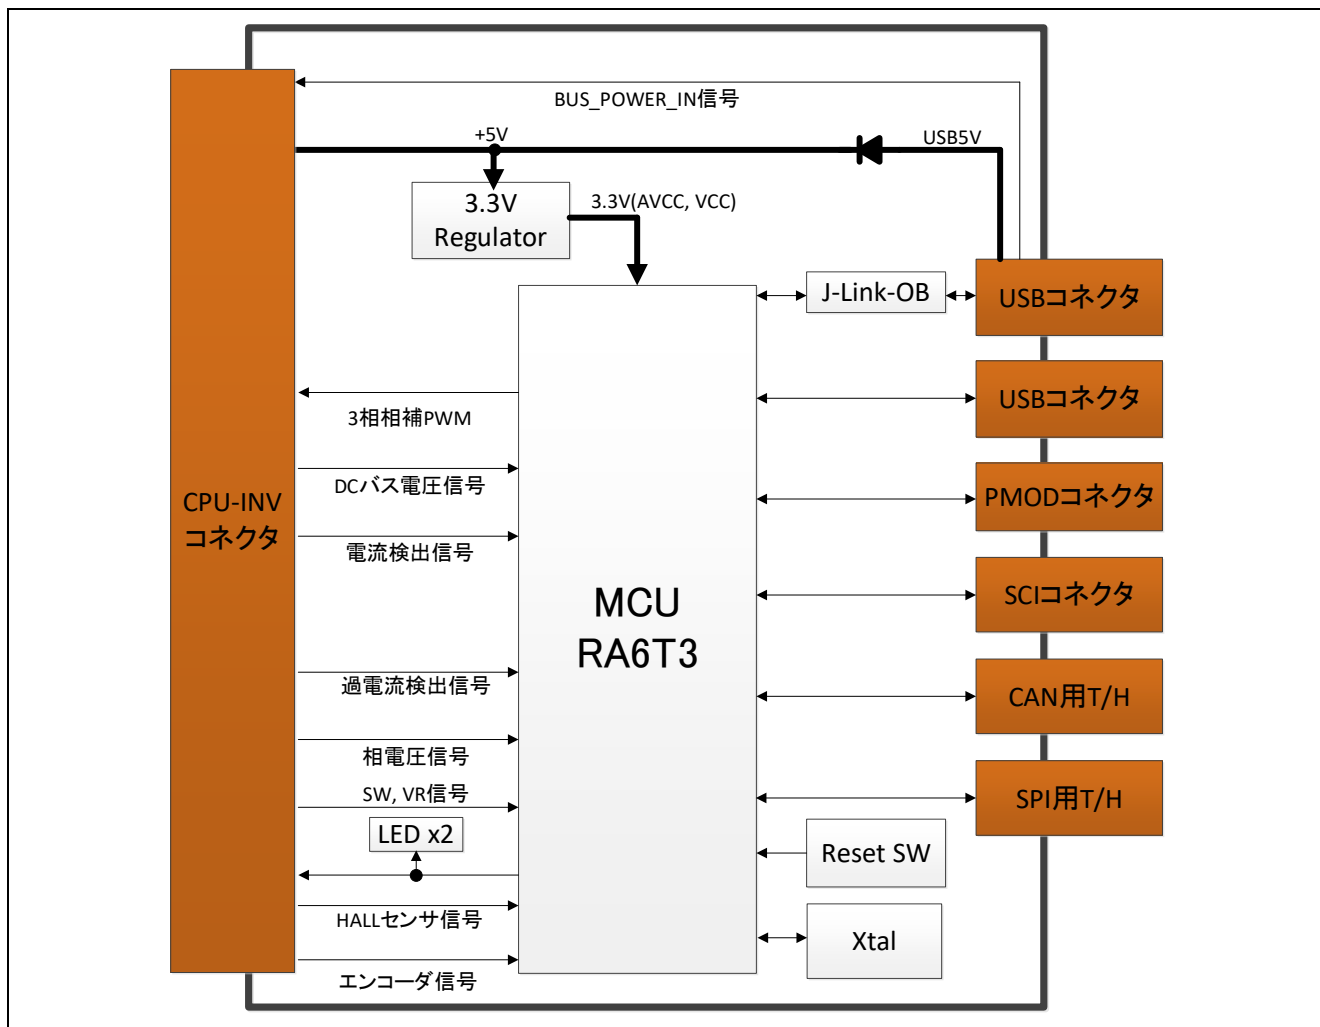 BUS_POWER_IN信号
+5V
USB5V
3.3V
Regulator
3.3V(AVCC, VCC)
J-Link-OB
USBコネクタ
USBコネクタ
3相相補PWM
DCバス電圧信号
PMODコネクタ
CPU-INV
コネクタ
電流検出信号
MCU
RA6T3
SCIコネクタ
過電流検出信号
CAN用T/H
相電圧信号
SW, VR信号
SPI用T/H
LED x2
Reset SW
HALLセンサ信号
Xtal
エンコーダ信号